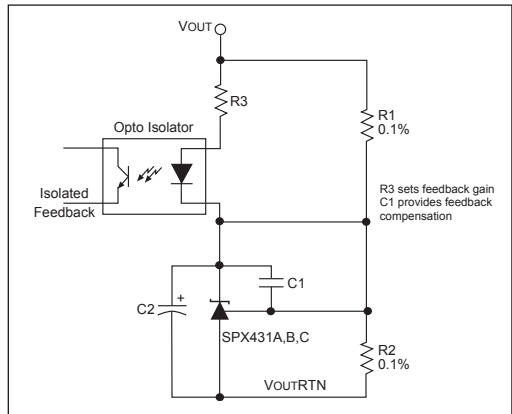 VOUT
R3
R1
0.1%
Opto Isolator
Isolated
Feedback
R3 sets feedback gain
C1 provides feedback
compensation
C1
C2
+
SPX431A,B,C
R2
0.1%
VOUTRTN